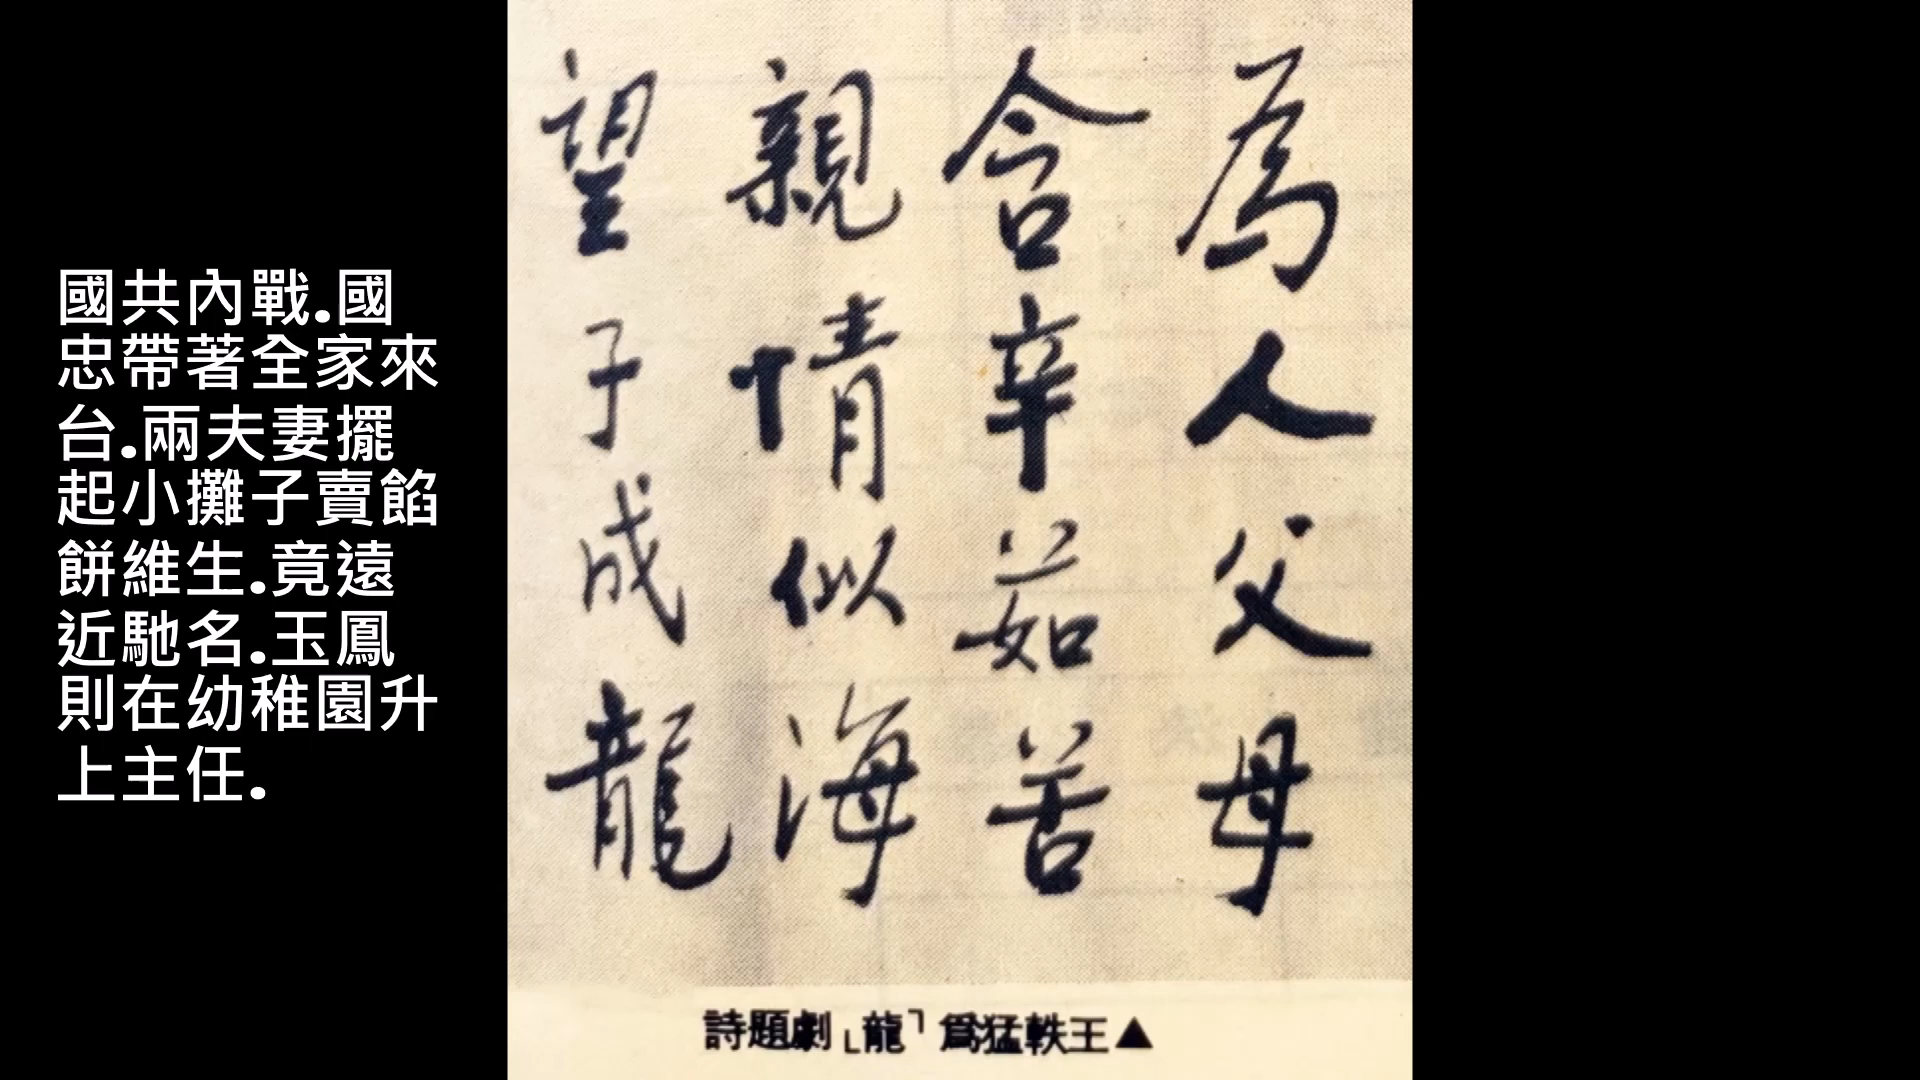 國共內戰.國
忠帶著全家來
台.兩夫妻擺
起小攤子賣餡
餅維生.竟遠
近馳名.玉鳳
則在幼稚園升
上主任.
為人父母
含辛茹苦
親情似海
望子成龍
▲王軼猛爲「龍」劇題詩